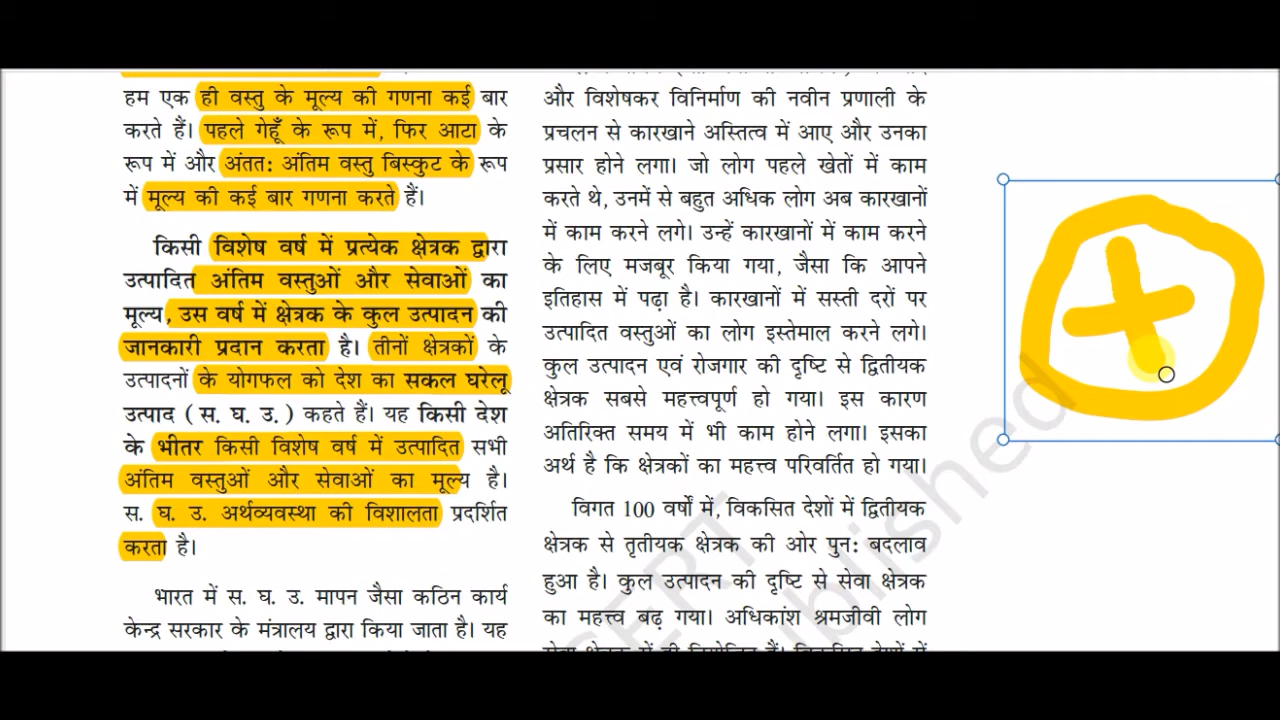 हम एक ही वस्तु के मूल्य की गणना कई बार
करते हैं। पहले गेहूँ के रूप में, फिर आटा के
रूप में और अंतत: अंतिम वस्तु बिस्कुट के रूप
में मूल्य की कई बार गणना करते हैं।
किसी विशेष वर्ष में प्रत्येक क्षेत्रक द्वारा
उत्पादित अंतिम वस्तुओं और सेवाओं का
मूल्य, उस वर्ष में क्षेत्रक के कुल उत्पादन की
जानकारी प्रदान करता है। तीनों क्षेत्रकों के
उत्पादनों के योगफल को देश का सकल घरेलू
उत्पाद (स. घ. उ.) कहते हैं। यह किसी देश
के भीतर किसी विशेष वर्ष में उत्पादित सभी
अंतिम वस्तुओं और सेवाओं का मूल्य है।
स. घ. उ. अर्थव्यवस्था की विशालता प्रदर्शित
करता है।
भारत में स. घ. उ. मापन जैसा कठिन कार्य
केन्द्र सरकार के मंत्रालय द्वारा किया जाता है। यह
और विशेषकर विनिर्माण की नवीन प्रणाली के
प्रचलन से कारखाने अस्तित्व में आए और उनका
प्रसार होने लगा। जो लोग पहले खेतों में काम
करते थे, उनमें से बहुत अधिक लोग अब कारखानों
में काम करने लगे। उन्हें कारखानों में काम करने
के लिए मजबूर किया गया, जैसा कि आपने
इतिहास में पढ़ा है। कारखानों में सस्ती दरों पर
उत्पादित वस्तुओं का लोग इस्तेमाल करने लगे।
कुल उत्पादन एवं रोजगार की दृष्टि से द्वितीयक
क्षेत्रक सबसे महत्त्वपूर्ण हो गया। इस कारण
अतिरिक्त समय में भी काम होने लगा। इसका
अर्थ है कि क्षेत्रकों का महत्त्व परिवर्तित हो गया।
विगत 100 वर्षों में, विकसित देशों में द्वितीयक
क्षेत्रक से तृतीयक क्षेत्रक की ओर पुन: बदलाव
हुआ है। कुल उत्पादन की दृष्टि से सेवा क्षेत्रक
का महत्त्व बढ़ गया। अधिकांश श्रमजीवी लोग